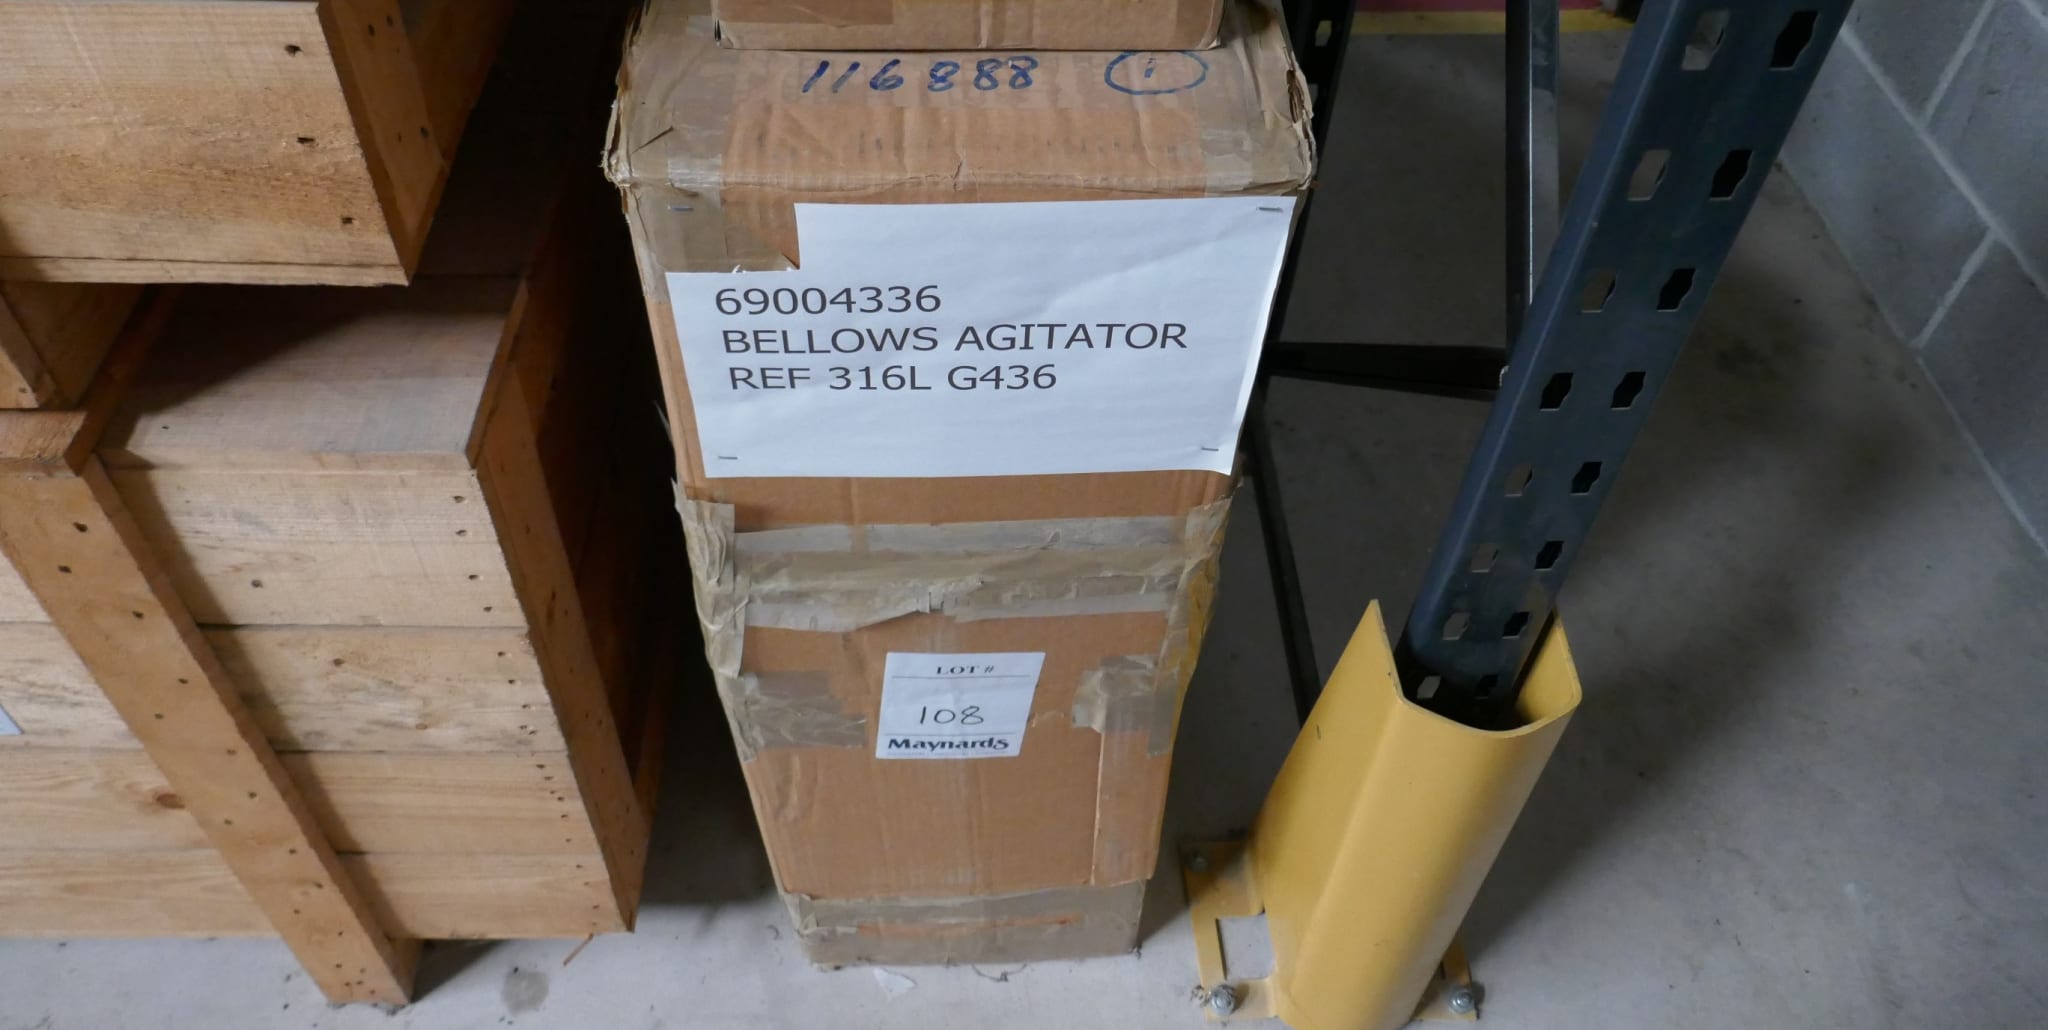 116888 1
69004336
BELLOWS AGITATOR
REF 316L G436
LOT #
108
Maynards